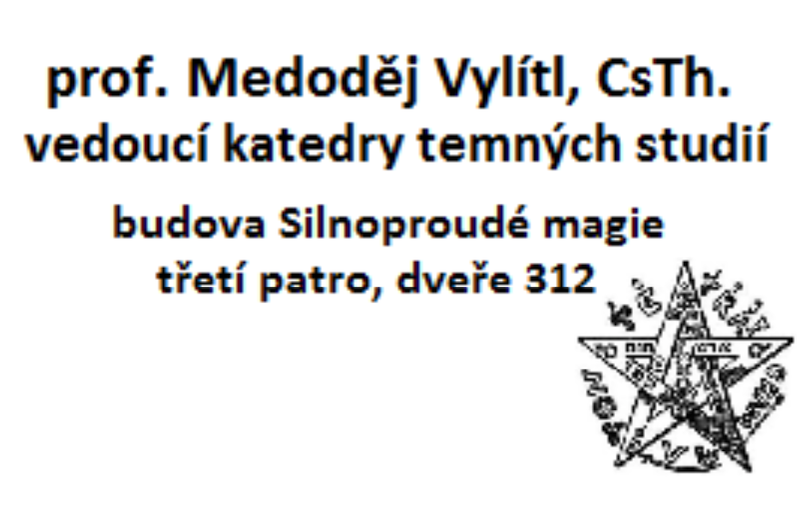 prof. Medoděj Vylítl, CsTh.
vedoucí katedry temných studií
budova Silnoproudé magie
třetí patro, dveře 312